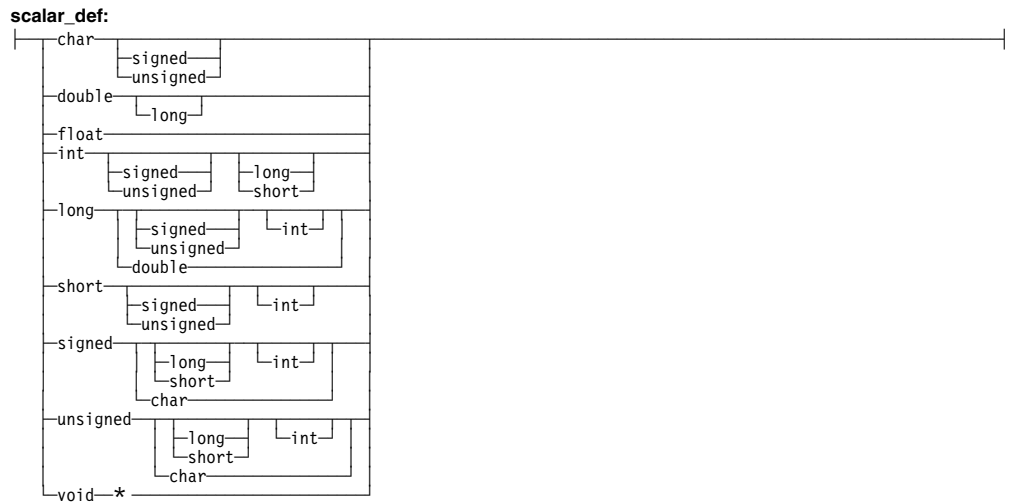 scalar_def:
char
signed
unsigned
double
long
float
int
signed long
unsigned short
long
signed int
unsigned
double
short
signed int
unsigned
signed
long int
short
char
unsigned
long int
short
char
void *